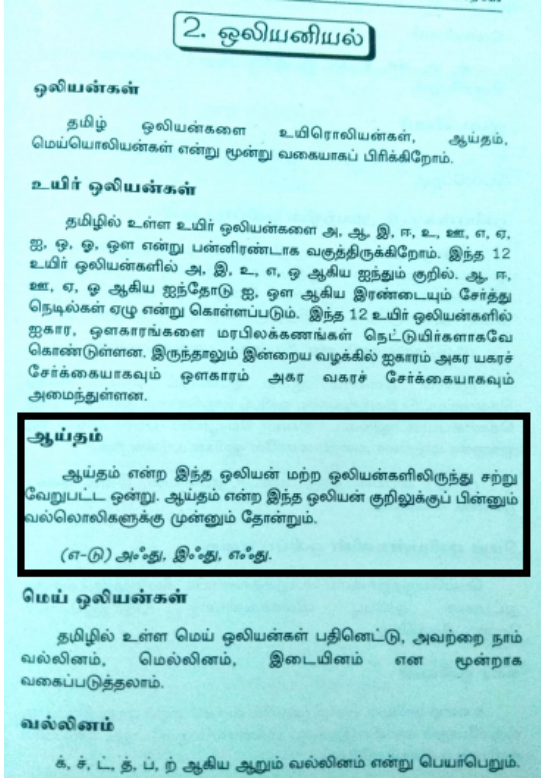 2. ஒலியனியல்
ஒலியன்கள்
தமிழ் ஒலியன்களை உயிரொலியன்கள், ஆய்தம்,
மெய்யொலியன்கள் என்று மூன்று வகையாகப் பிரிக்கிறோம்.
உயிர் ஒலியன்கள்
தமிழில் உள்ள உயிர் ஒலியன்களை அ, ஆ, இ, ஈ, உ, ஊ, எ, ஏ,
ஐ, ஒ, ஓ, ஔ என்று பன்னிரண்டாக வகுத்திருக்கிறோம். இந்த 12
உயிர் ஒலியன்களில் அ, இ, உ, எ, ஒ ஆகிய ஐந்தும் குறில். ஆ, ஈ,
ஊ, ஏ, ஓ ஆகிய ஐந்தோடு ஐ, ஔ ஆகிய இரண்டையும் சேர்த்து
நெடில்கள் ஏழு என்று கொள்ளப்படும். இந்த 12 உயிர் ஒலியன்களில்
ஐகார, ஔகாரங்களை மரபிலக்கணங்கள் நெட்டுயிர்களாகவே
கொண்டுள்ளன. இருந்தாலும் இன்றைய வழக்கில் ஐகாரம் அகர யகரச்
சேர்க்கையாகவும் ஔகாரம் அகர வகரச் சேர்க்கையாகவும்
அமைந்துள்ளன.
ஆய்தம்
ஆய்தம் என்ற இந்த ஒலியன் மற்ற ஒலியன்களிலிருந்து சற்று
வேறுபட்ட ஒன்று. ஆய்தம் என்ற இந்த ஒலியன் குறிலுக்குப் பின்னும்
வல்லொலிகளுக்கு முன்னும் தோன்றும்.
(எ-டு) அஃது, இஃது, எஃது.
மெய் ஒலியன்கள்
தமிழில் உள்ள மெய் ஒலியன்கள் பதினெட்டு, அவற்றை நாம்
வல்லினம், மெல்லினம், இடையினம் என மூன்றாக
வகைப்படுத்தலாம்.
வல்லினம்
க், ச், ட், த், ப், ற் ஆகிய ஆறும் வல்லினம் என்று பெயர்பெறும்.